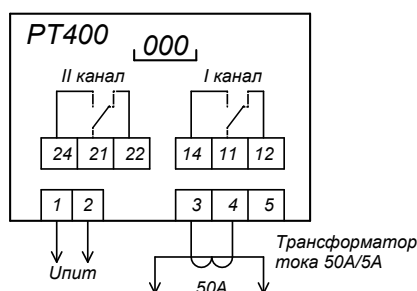 РТ400
000
II канал
I канал
24 21 22
14 11 12
1 2
3 4 5
Uпит
Трансформатор
тока 50А/5А
50А